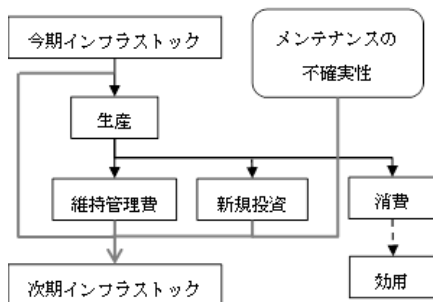 今期インフラストック
メンテナンスの
不確実性
生産
維持管理費
新規投資
消費
次期インフラストック
効用